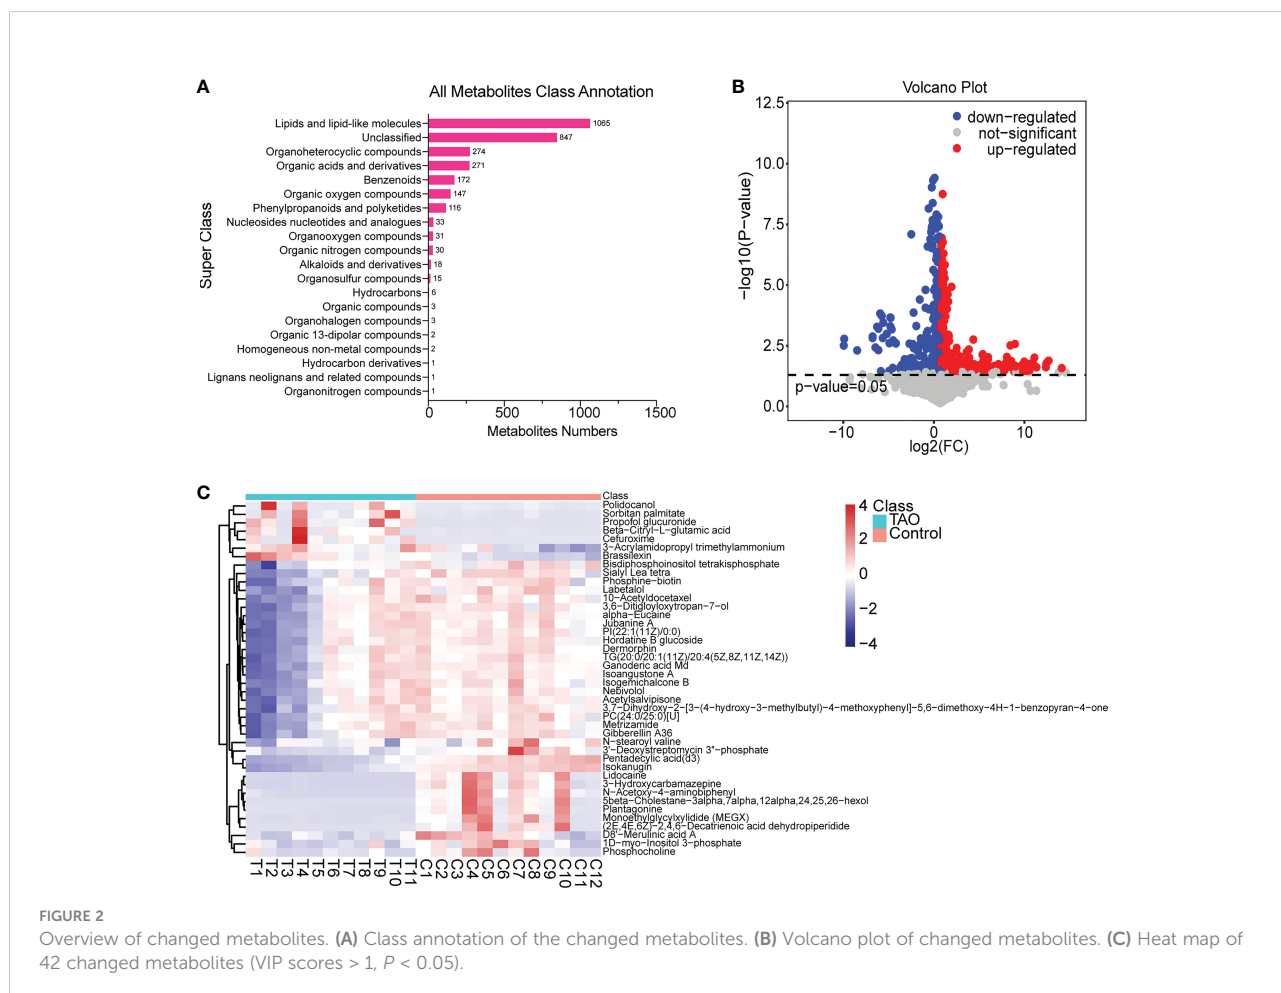 A
All Metabolites Class Annotation
Super Class
Lipids and lipid-like molecules 1065
Unclassified 847
Organoheterocyclic compounds 274
Organic acids and derivatives 271
Benzenoids 172
Organic oxygen compounds 147
Phenylpropanoids and polyketides 116
Nucleosides nucleotides and analogues 33
Organooxygen compounds 31
Organic nitrogen compounds 30
Alkaloids and derivatives 18
Organosulfur compounds 15
Hydrocarbons 6
Organic compounds 3
Organohalogen compounds 3
Organic 13-dipolar compounds 2
Homogeneous non-metal compounds 2
Hydrocarbon derivatives 1
Lignans neolignans and related compounds 1
Organonitrogen compounds 1
0 500 1000 1500
Metabolites Numbers
B
Volcano Plot
−log10(P−value)
12.5
10.0
7.5
5.0
2.5
0.0
down−regulated
not−significant
up−regulated
p−value=0.05
−10 0 10
log2(FC)
C
Class
Polidocanol
Sorbitan palmitate
Propofol glucuronide
Beta−Citryl−L−glutamic acid
Cefuroxime
3−Acrylamidopropyl trimethylammonium
Brassilexin
Bisdiphosphoinositol tetrakisphosphate
Sialyl Lea tetra
Phosphine−biotin
Labetalol
10−Acetyldocetaxel
3,6−Ditigloyloxytropan−7−ol
alpha−Eucaine
Jubanine A
PI(22:1(11Z)/0:0)
Hordatine B glucoside
Dermorphin
TG(20:0/20:1(11Z)/20:4(5Z,8Z,11Z,14Z))
Ganoderic acid Md
Isoangustone A
Isogemichalcone B
Nebivolol
Acetylsalvipisone
3,7−Dihydroxy−2−[3−(4−hydroxy−3−methylbutyl)−4−methoxyphenyl]−5,6−dimethoxy−4H−1−benzopyran−4−one
PC(24:0/25:0)[U]
Metrizamide
Gibberellin A36
N−stearoyl valine
3'−Deoxystreptomycin 3''−phosphate
Pentadecylic acid(d3)
Isokanugin
Lidocaine
3−Hydroxycarbamazepine
N−Acetoxy−4−aminobiphenyl
5beta−Cholestane−3alpha,7alpha,12alpha,24,25,26−hexol
Plantagonine
Monoethylglycylxylidide (MEGX)
(2E,4E,6Z)−2,4,6−Decatrienoic acid dehydropiperidide
D8'−Merulinic acid A
1D−myo−Inositol 3−phosphate
Phosphocholine
T1 T2 T3 T4 T5 T6 T7 T8 T9 T10 T11 C1 C2 C3 C4 C5 C6 C7 C8 C9 C10 C11 C12
4
2
0
−2
−4
Class
TAO
Control
FIGURE 2
Overview of changed metabolites. (A) Class annotation of the changed metabolites. (B) Volcano plot of changed metabolites. (C) Heat map of
42 changed metabolites (VIP scores > 1, P < 0.05).